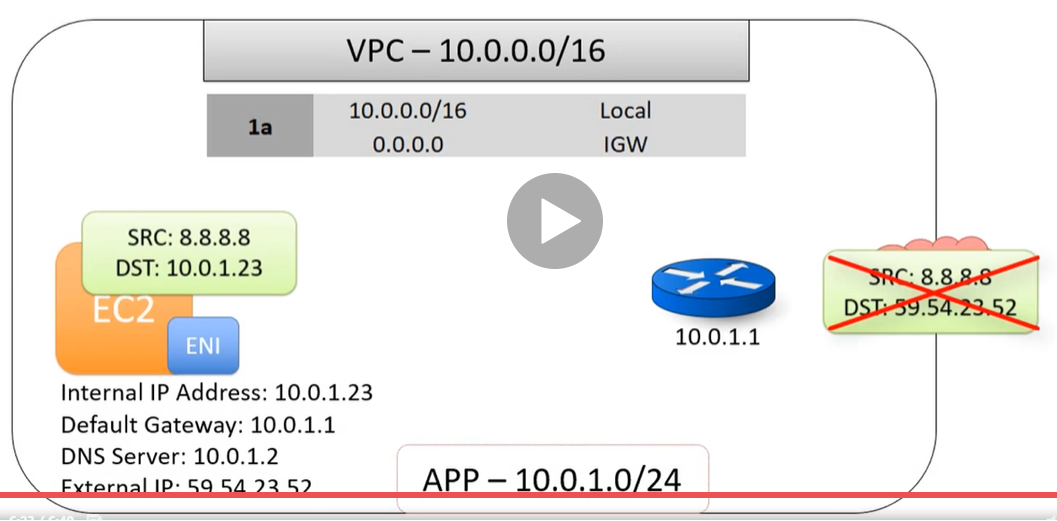 VPC – 10.0.0.0/16
1a
10.0.0.0/16 Local
0.0.0.0 IGW
SRC: 8.8.8.8
DST: 10.0.1.23
EC2
ENI
SRC: 8.8.8.8
DST: 59.54.23.52
10.0.1.1
Internal IP Address: 10.0.1.23
Default Gateway: 10.0.1.1
DNS Server: 10.0.1.2
External IP: 59.54.23.52
APP – 10.0.1.0/24